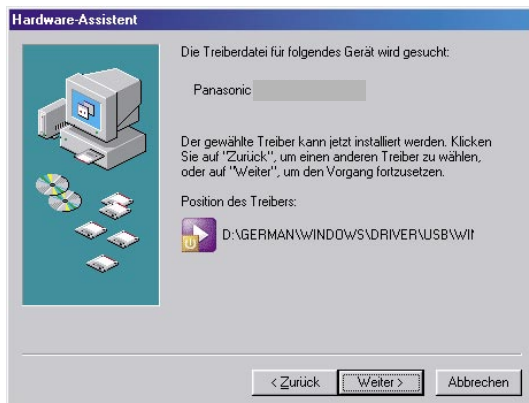 Hardware-Assistent
Die Treiberdatei für folgendes Gerät wird gesucht:
Panasonic
Der gewählte Treiber kann jetzt installiert werden. Klicken
Sie auf "Zurück", um einen anderen Treiber zu wählen,
oder auf "Weiter", um den Vorgang fortzusetzen.
Position des Treibers:
D:\GERMAN\WINDOWS\DRIVER\USB\WI
< Zurück Weiter > Abbrechen